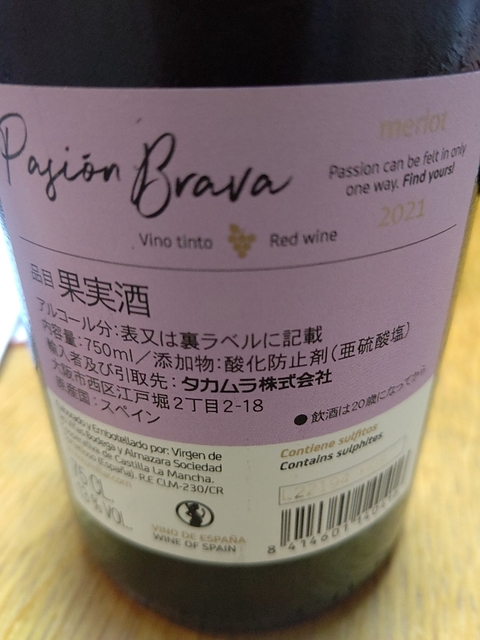 merlot
Pasión Brava
Passion can be felt in only
one way. Find yours!
2021
Vino tinto
Red wine
品目 果実酒
アルコール分:表又は裏ラベルに記載
内容量:750ml/添加物:酸化防止剤(亜硫酸塩)
輸入者及び引取先:タカムラ株式会社
大阪市西区江戸堀2丁目2-18
原産国:スペイン
●飲酒は20歳になってから
Embotellado por: Virgen de
Bodega y Almazara Sociedad
de Castilla La Mancha.
(España). R.E CLM-230/CR
Contiene sulfitos
Contains sulphites
VOL.
VINO DE ESPAÑA
WINE OF SPAIN
8 414601